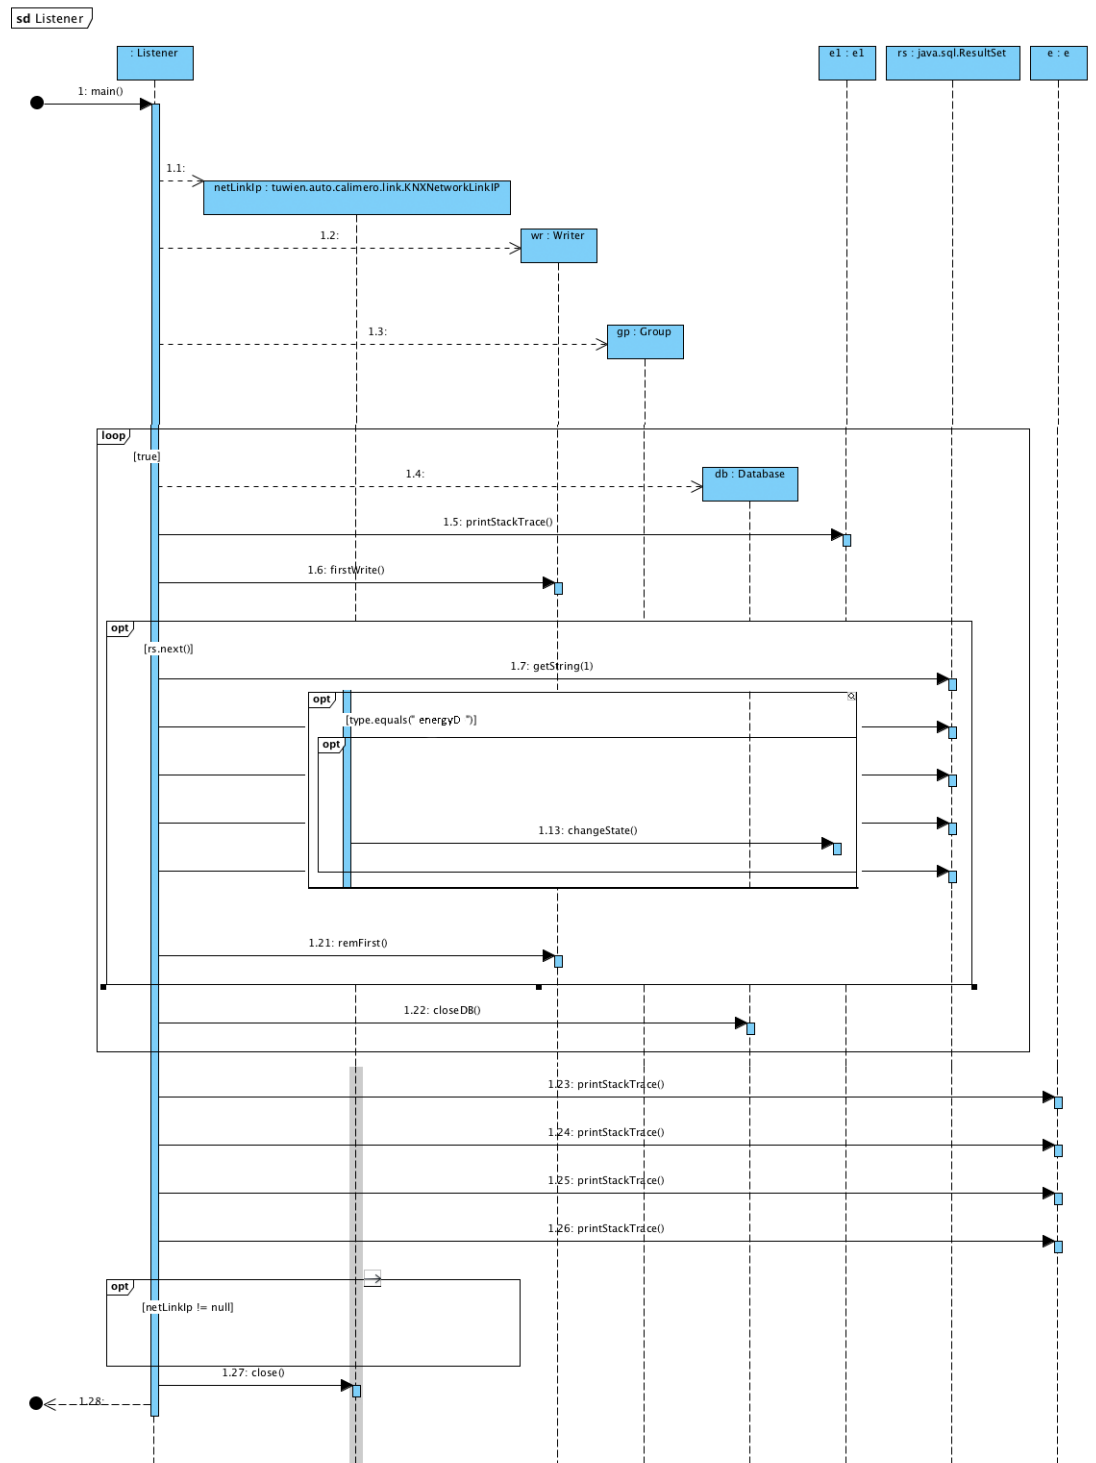 sd Listener
: Listener
e1 : e1
rs : java.sql.ResultSet
e : e
1: main()
1.1:
netLinkIp : tuwien.auto.calimero.link.KNXNetworkLinkIP
1.2:
wr : Writer
1.3:
gp : Group
loop
[true]
1.4:
db : Database
1.5: printStackTrace()
1.6: firstWrite()
opt
[rs.next()]
1.7: getString(1)
opt
[type.equals(" energyD ")]
opt
1.13: changeState()
1.21: remFirst()
1.22: closeDB()
1.23: printStackTrace()
1.24: printStackTrace()
1.25: printStackTrace()
1.26: printStackTrace()
opt
[netLinkIp != null]
1.27: close()
1.28: